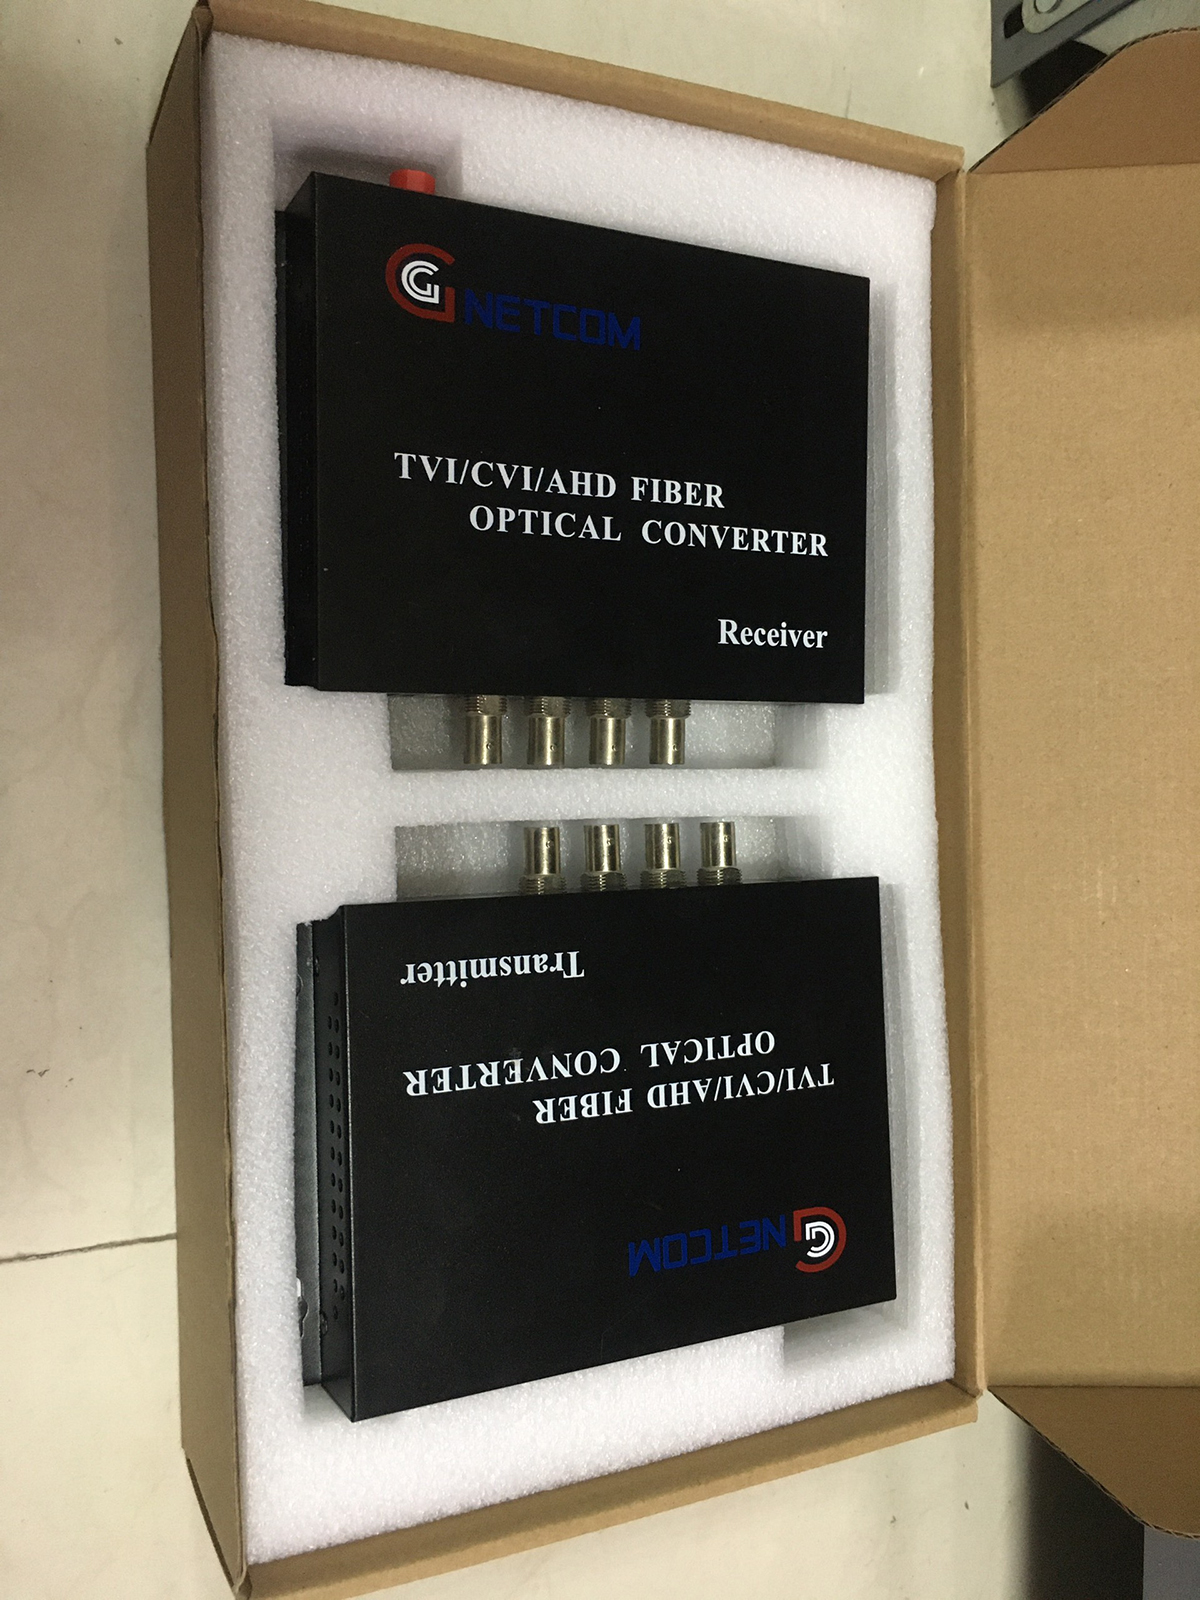 G NETCOM
TVI/CVI/AHD FIBER
OPTICAL CONVERTER
Receiver
Transmitter
TVI/CVI/AHD FIBER
OPTICAL CONVERTER
G NETCOM